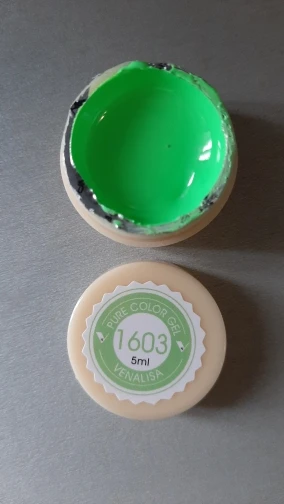 PURE COLOR GEL
1603
5ml
VENALISA